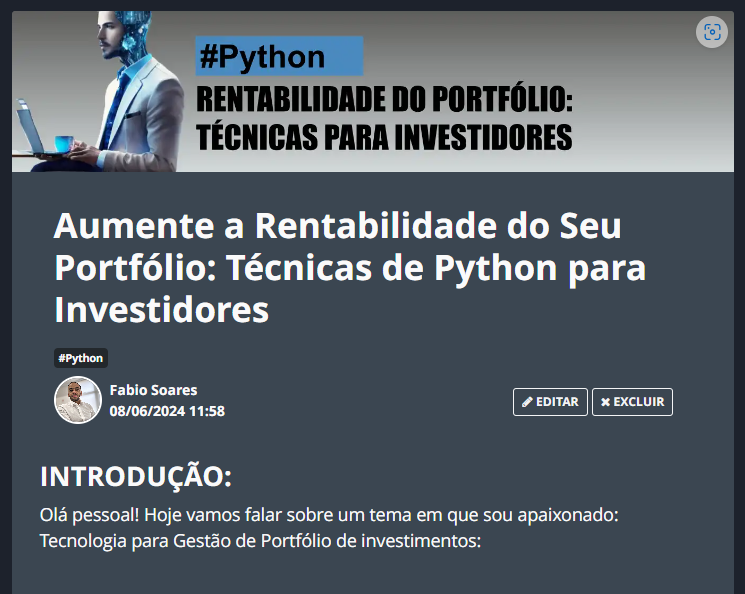 #Python
RENTABILIDADE DO PORTFÓLIO:
TÉCNICAS PARA INVESTIDORES
Aumente a Rentabilidade do Seu
Portfólio: Técnicas de Python para
Investidores
#Python
Fabio Soares
08/06/2024 11:58
EDITAR
EXCLUIR
INTRODUÇÃO:
Olá pessoal! Hoje vamos falar sobre um tema em que sou apaixonado:
Tecnologia para Gestão de Portfólio de investimentos: